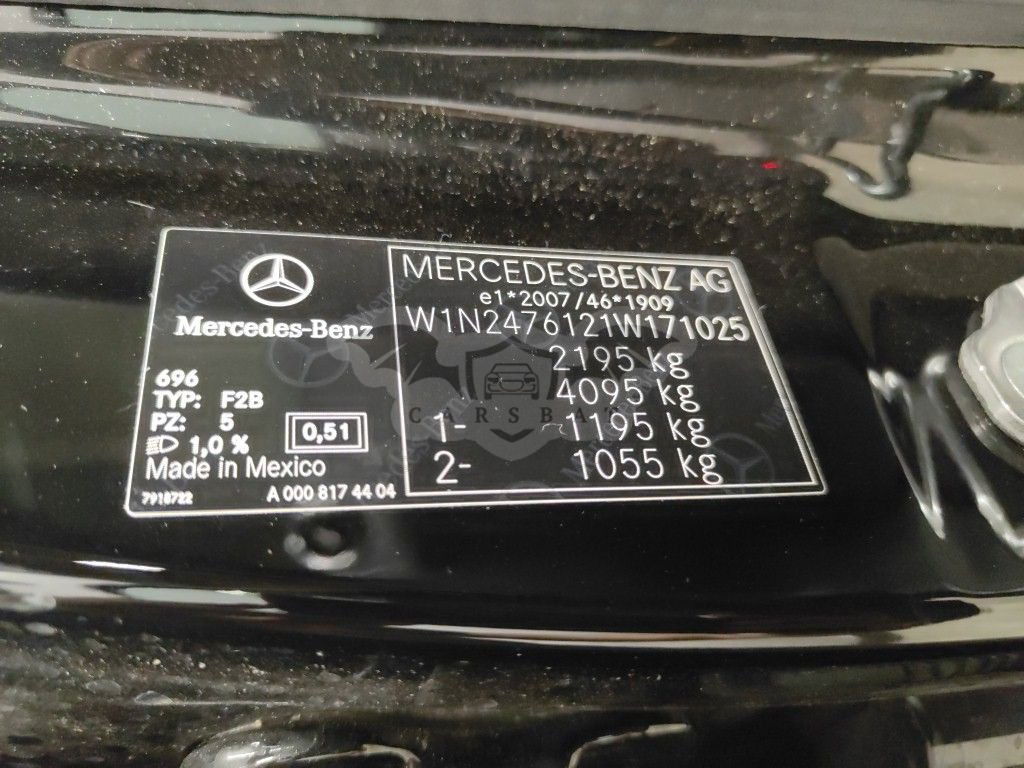 Mercedes-Benz
696
TYP: F2B
PZ: 5
1,0 %
0,51
Made in Mexico
7918722
A 000 817 44 04
MERCEDES-BENZ AG
e1*2007/46*1909
W1N2476121W171025
2195 kg
4095 kg
1- 1195 kg
2- 1055 kg